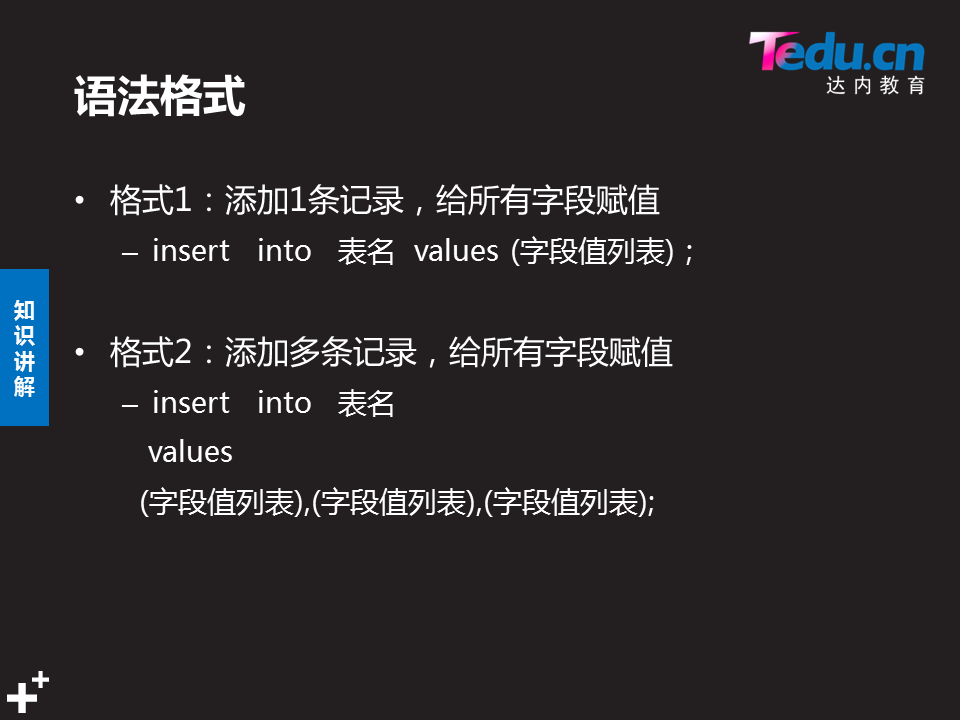 Tedu.cn
达内教育
语法格式
• 格式1：添加1条记录，给所有字段赋值
– insert into 表名 values (字段值列表)；
知识讲解
• 格式2：添加多条记录，给所有字段赋值
– insert into 表名
values
(字段值列表),(字段值列表),(字段值列表);